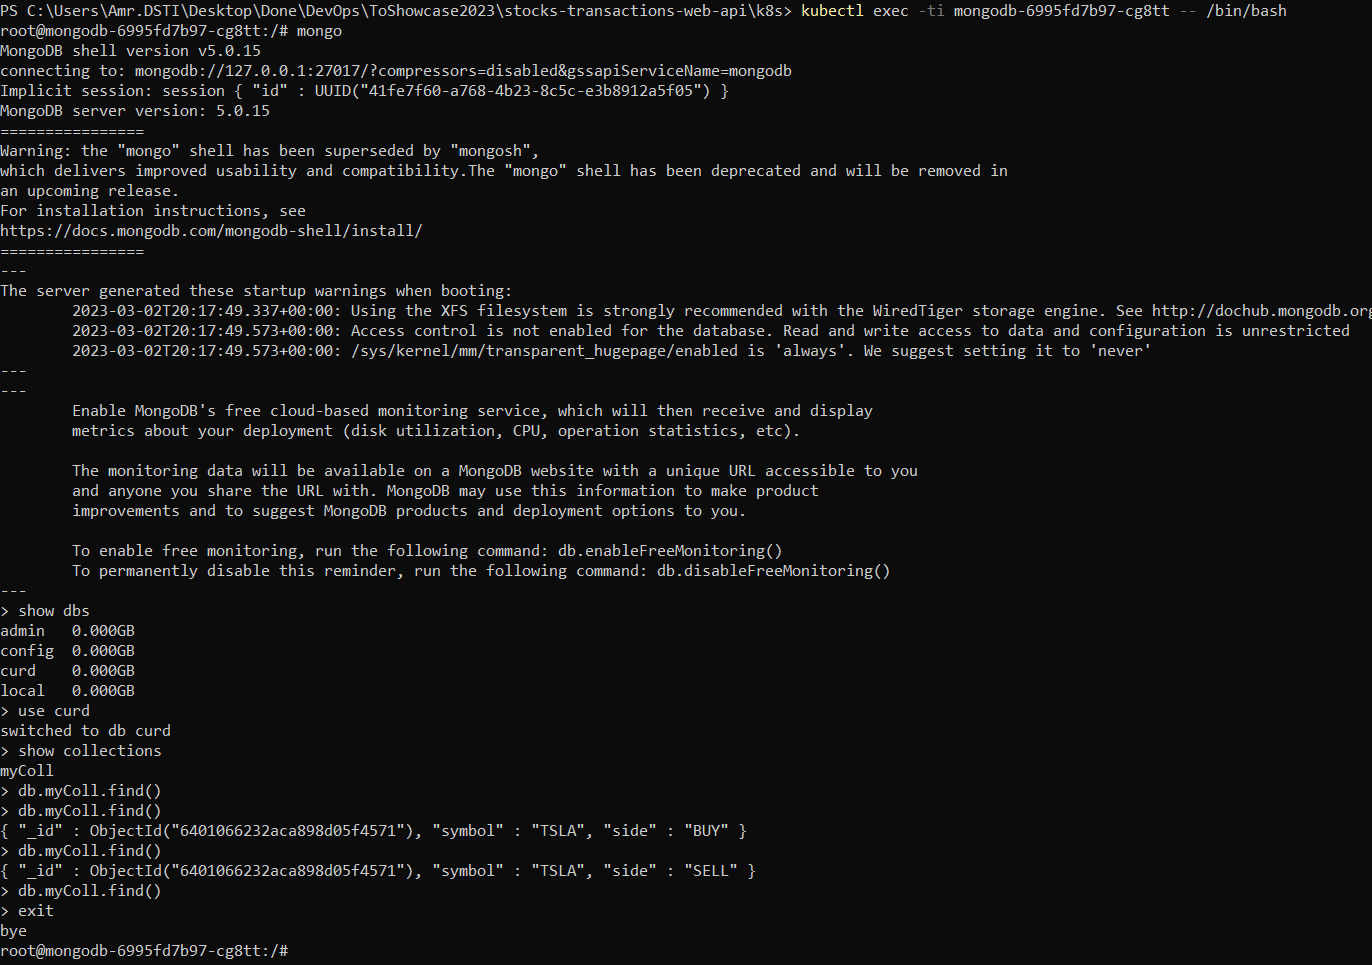 PS C:\Users\Amr.DSTI\Desktop\Done\DevOps\ToShowcase2023\stocks-transactions-web-api\k8s> kubectl exec -ti mongodb-6995fd7b97-cg8tt -- /bin/bash
root@mongodb-6995fd7b97-cg8tt:/# mongo
MongoDB shell version v5.0.15
connecting to: mongodb://127.0.0.1:27017/?compressors=disabled&gssapiServiceName=mongodb
Implicit session: session { "id" : UUID("41fe7f60-a768-4b23-8c5c-e3b8912a5f05") }
MongoDB server version: 5.0.15
================
Warning: the "mongo" shell has been superseded by "mongosh",
which delivers improved usability and compatibility.The "mongo" shell has been deprecated and will be removed in
an upcoming release.
For installation instructions, see
https://docs.mongodb.com/mongodb-shell/install/
================
---
The server generated these startup warnings when booting:
        2023-03-02T20:17:49.337+00:00: Using the XFS filesystem is strongly recommended with the WiredTiger storage engine. See http://dochub.mongodb.org
        2023-03-02T20:17:49.573+00:00: Access control is not enabled for the database. Read and write access to data and configuration is unrestricted
        2023-03-02T20:17:49.573+00:00: /sys/kernel/mm/transparent_hugepage/enabled is 'always'. We suggest setting it to 'never'
---
---
        Enable MongoDB's free cloud-based monitoring service, which will then receive and display
        metrics about your deployment (disk utilization, CPU, operation statistics, etc).

        The monitoring data will be available on a MongoDB website with a unique URL accessible to you
        and anyone you share the URL with. MongoDB may use this information to make product
        improvements and to suggest MongoDB products and deployment options to you.

        To enable free monitoring, run the following command: db.enableFreeMonitoring()
        To permanently disable this reminder, run the following command: db.disableFreeMonitoring()
---
> show dbs
admin   0.000GB
config  0.000GB
curd    0.000GB
local   0.000GB
> use curd
switched to db curd
> show collections
myColl
> db.myColl.find()
> db.myColl.find()
{ "_id" : ObjectId("6401066232aca898d05f4571"), "symbol" : "TSLA", "side" : "BUY" }
> db.myColl.find()
{ "_id" : ObjectId("6401066232aca898d05f4571"), "symbol" : "TSLA", "side" : "SELL" }
> db.myColl.find()
> exit
bye
root@mongodb-6995fd7b97-cg8tt:/#